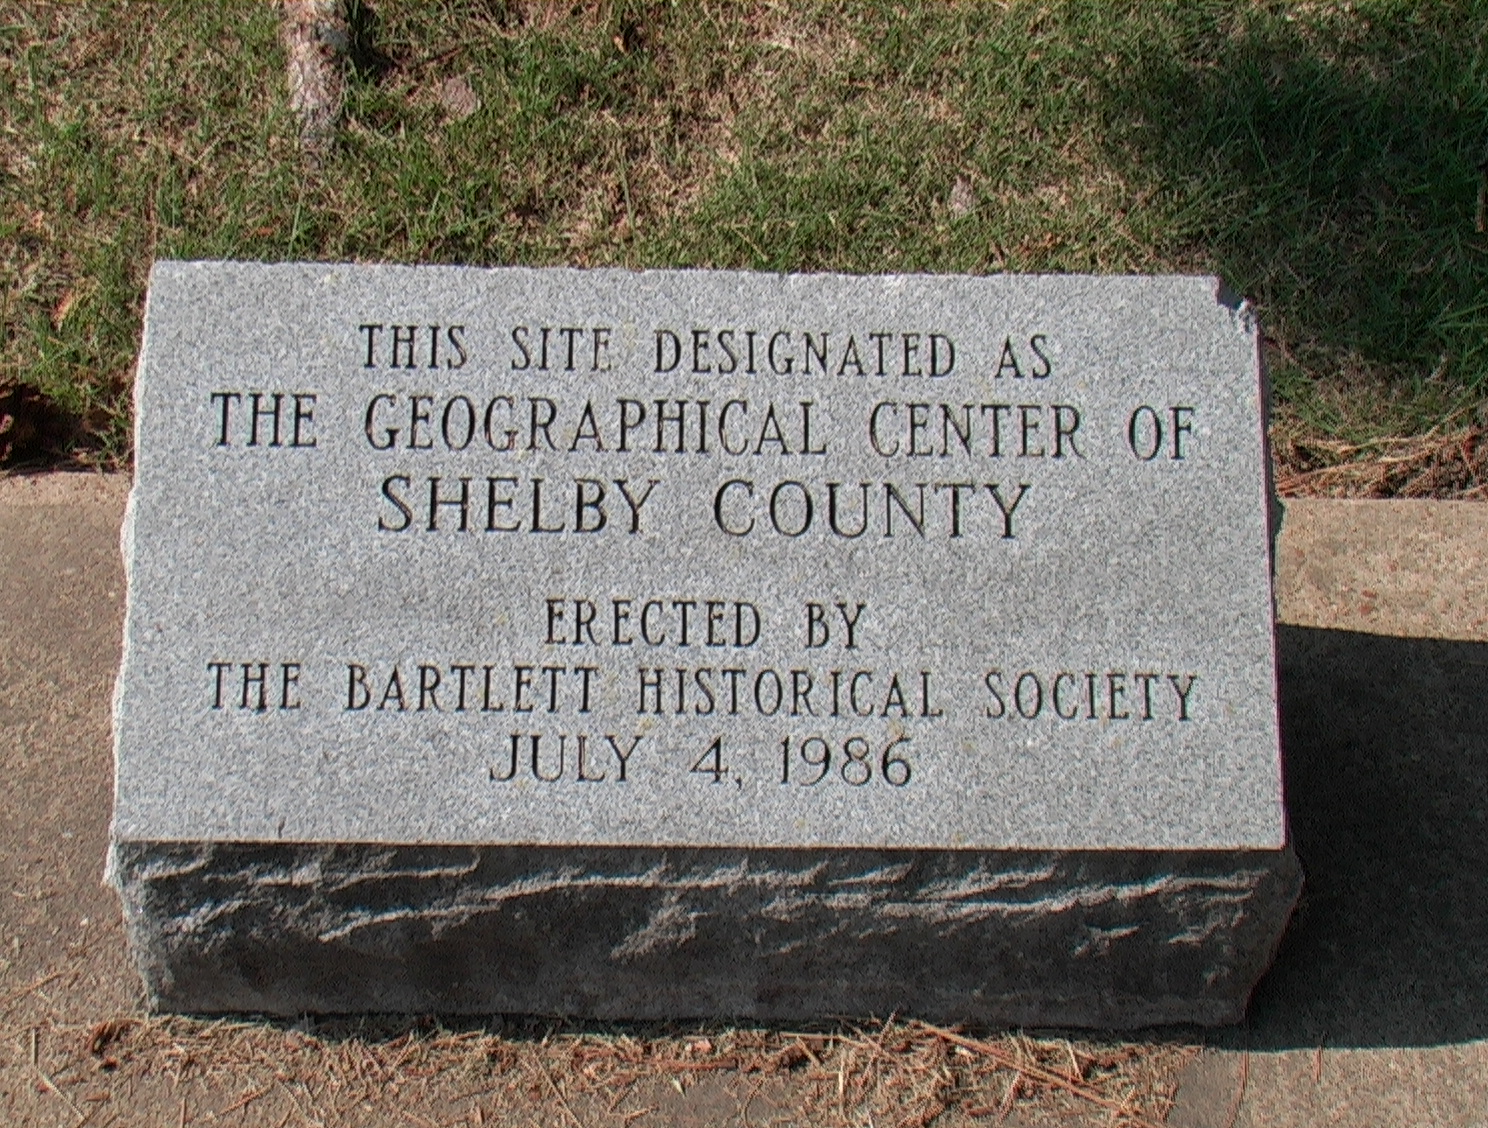 THIS SITE DESIGNATED AS
THE GEOGRAPHICAL CENTER OF
SHELBY COUNTY
ERECTED BY
THE BARTLETT HISTORICAL SOCIETY
JULY 4, 1986